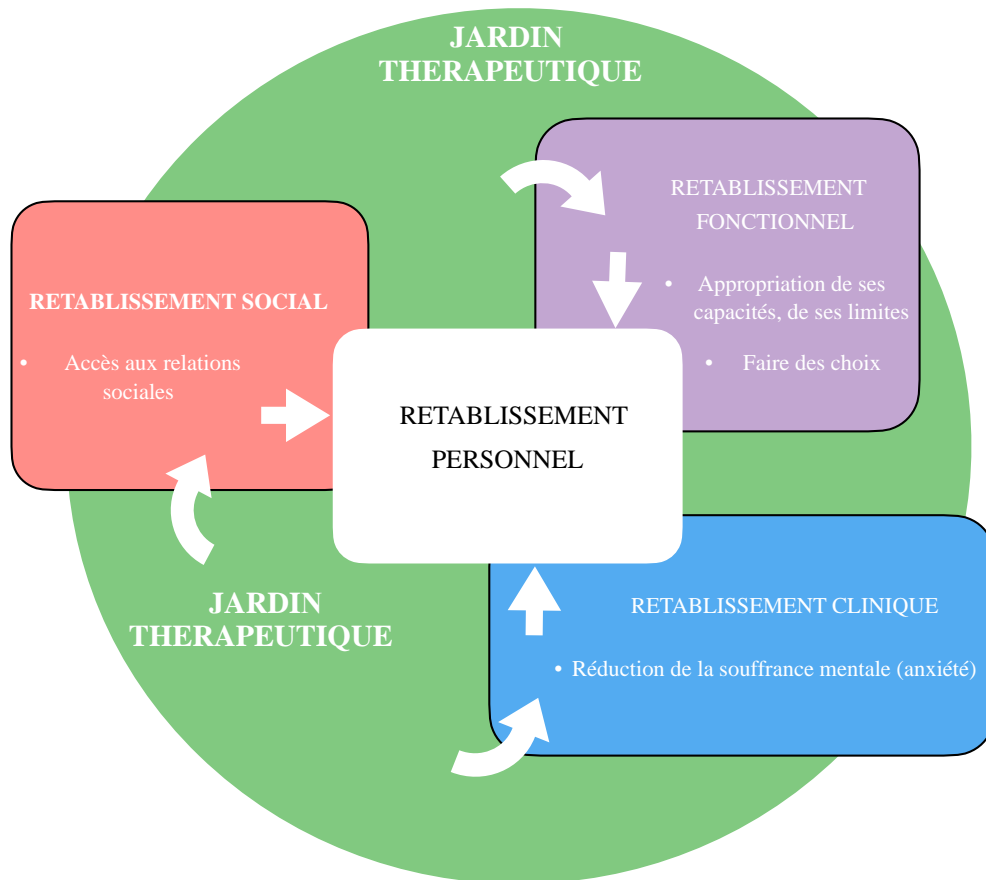 JARDIN
THERAPEUTIQUE
RETABLISSEMENT
FONCTIONNEL
• Appropriation de ses
capacités, de ses limites
• Faire des choix
RETABLISSEMENT SOCIAL
• Accès aux relations
sociales
RETABLISSEMENT
PERSONNEL
JARDIN
THERAPEUTIQUE
RETABLISSEMENT CLINIQUE
• Réduction de la souffrance mentale (anxiété)